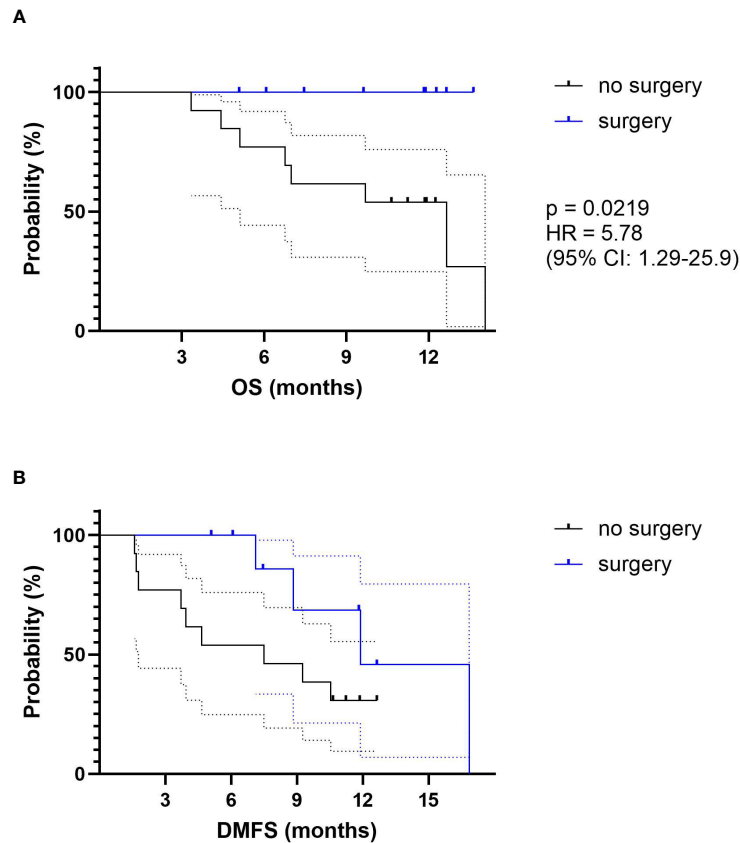 A
100
50
0
Probability (%)
3 6 9 12
OS (months)
no surgery
surgery
p = 0.0219
HR = 5.78
(95% CI: 1.29-25.9)
B
100
50
0
Probability (%)
3 6 9 12 15
DMFS (months)
no surgery
surgery